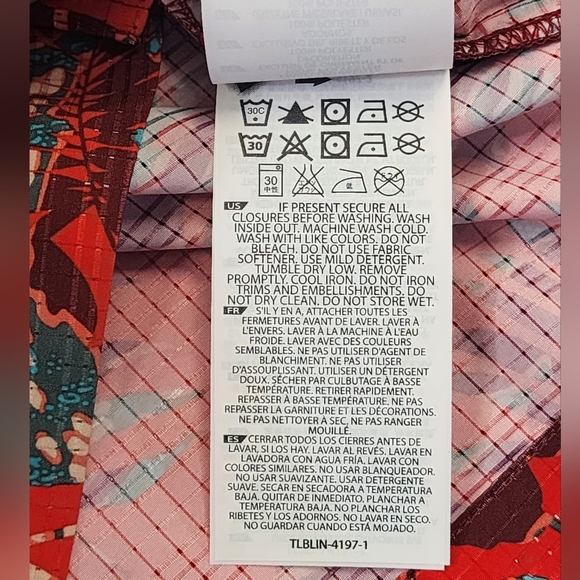 30C
30
30
中性
US IF PRESENT SECURE ALL
CLOSURES BEFORE WASHING. WASH
INSIDE OUT. MACHINE WASH COLD.
WASH WITH LIKE COLORS. DO NOT
BLEACH. DO NOT USE FABRIC
SOFTENER. USE MILD DETERGENT.
TUMBLE DRY LOW. REMOVE
PROMPTLY. COOL IRON. DO NOT IRON
TRIMS AND EMBELLISHMENTS. DO
NOT DRY CLEAN. DO NOT STORE WET.
FR S'IL Y EN A, ATTACHER TOUTES LES
FERMETURES AVANT DE LAVER. LAVER À
L'ENVERS. LAVER À LA MACHINE À L'EAU
FROIDE. LAVER AVEC DES COULEURS
SEMBLABLES. NE PAS UTILISER D'AGENT DE
BLANCHIMENT. NE PAS UTILISER
D'ASSOUPLISSANT. UTILISER UN DÉTERGENT
DOUX. SÉCHER PAR CULBUTAGE À BASSE
TEMPÉRATURE. RETIRER RAPIDEMENT.
REPASSER À BASSE TEMPÉRATURE. NE PAS
REPASSER LA GARNITURE ET LES DÉCORATIONS.
NE PAS NETTOYER À SEC. NE PAS RANGER
MOUILLÉ.
ES CERRAR TODOS LOS CIERRES ANTES DE
LAVAR, SI LOS HAY. LAVAR AL REVÉS. LAVAR EN
LAVADORA CON AGUA FRÍA. LAVAR CON
COLORES SIMILARES. NO USAR BLANQUEADOR.
NO USAR SUAVIZANTE. USAR DETERGENTE
SUAVE. SECAR EN SECADORA A TEMPERATURA
BAJA. QUITAR DE INMEDIATO. PLANCHAR A
TEMPERATURA BAJA. NO PLANCHAR LOS
RIBETES Y LOS ADORNOS. NO LAVAR EN SECO.
NO GUARDAR CUANDO ESTÁ MOJADO.
TLBLIN-4197-1